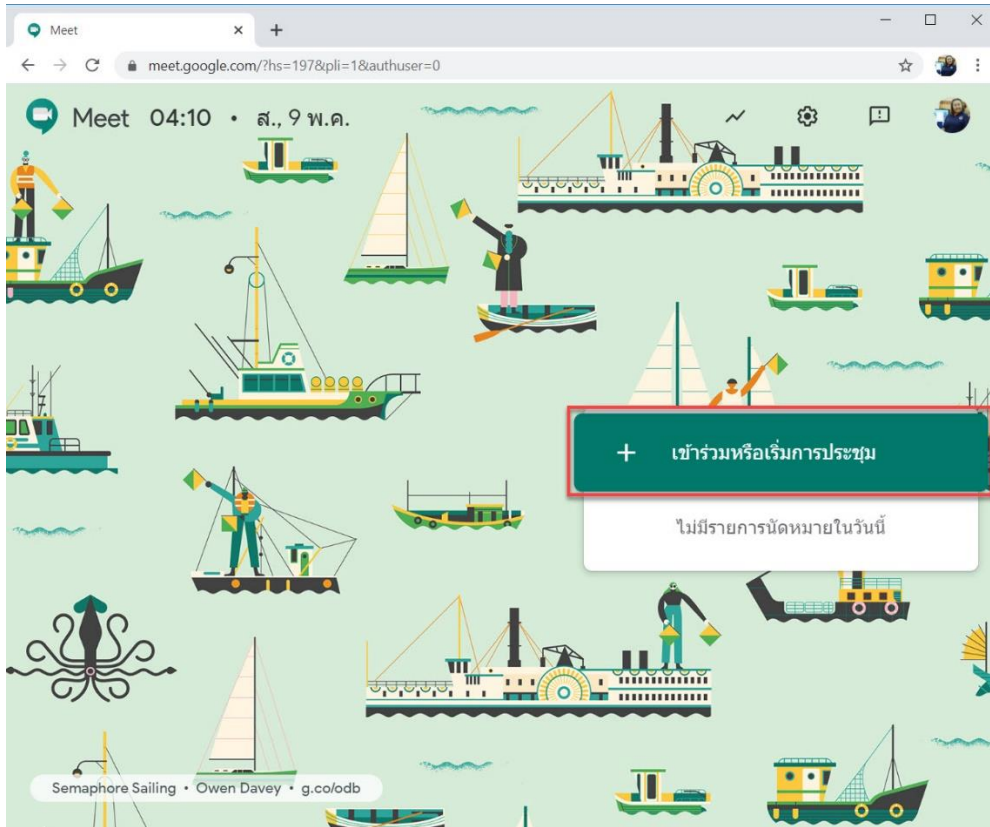 Meet
meet.google.com/?hs=197&pli=1&authuser=0
Meet 04:10 • ส., 9 พ.ค.
เข้าร่วมหรือเริ่มการประชุม
ไม่มีรายการนัดหมายในวันนี้
Semaphore Sailing • Owen Davey • g.co/odb